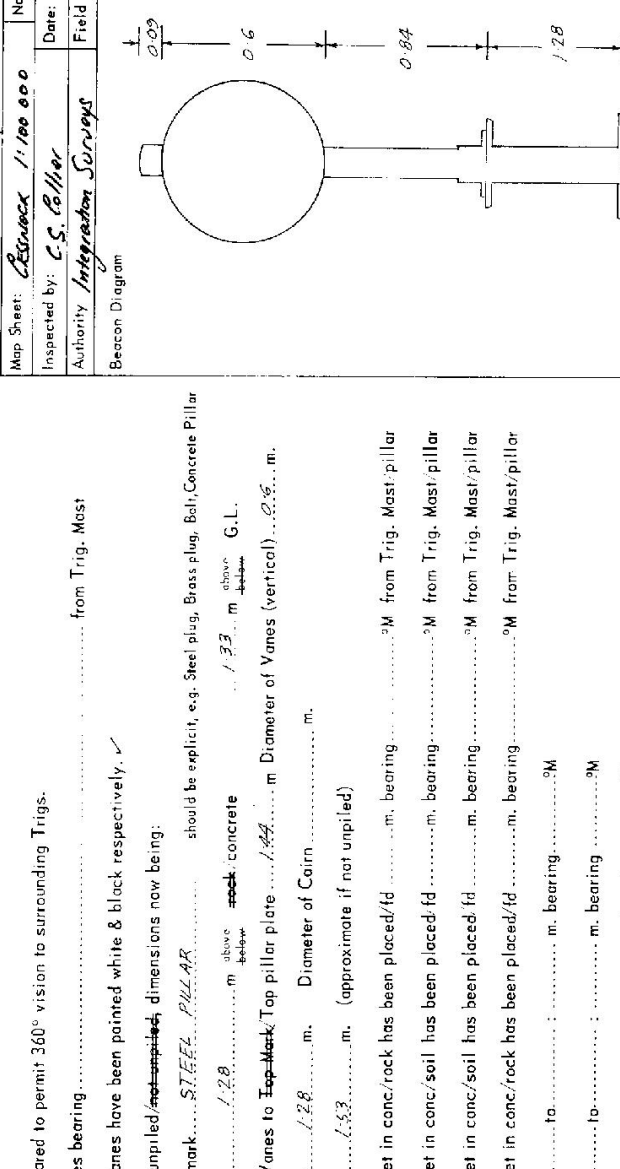 Map Sheet: Cessnock 1:100 000
No
Inspected by: C.S. Collier
Date:
Authority Integration Surveys
Field
Beacon Diagram
0·09
0·6
0·84
1·28
ared to permit 360° vision to surrounding Trigs.
es bearing .......... from Trig. Mast
anes have been painted white & black respectively. ✓
unpiled/not unpiled, dimensions now being:
mark..... STEEL PILLAR ..... should be explicit, e.g. Steel plug, Brass plug, Bolt, Concrete Pillar
..... 1·28 ..... m above below rock/concrete ..... 1·33 ..... m above below G.L.
Vanes to Top Mark/Top pillar plate .... 1·44 ..... m Diameter of Vanes (vertical) ... 0·6 ... m.
..... 1·28 ..... m. Diameter of Cairn .......... m.
..... 1·53 ..... m. (approximate if not unpiled)
et in conc/rock has been placed/fd ........ m. bearing .......... °M from Trig. Mast/pillar
et in conc/soil has been placed/fd ........ m. bearing .......... °M from Trig. Mast/pillar
et in conc/soil has been placed/fd ........ m. bearing .......... °M from Trig. Mast/pillar
et in conc/rock has been placed/fd ........ m. bearing .......... °M from Trig. Mast/pillar
.....to.......... : .......... m. bearing .......... °M
.....to.......... : .......... m. bearing .......... °M